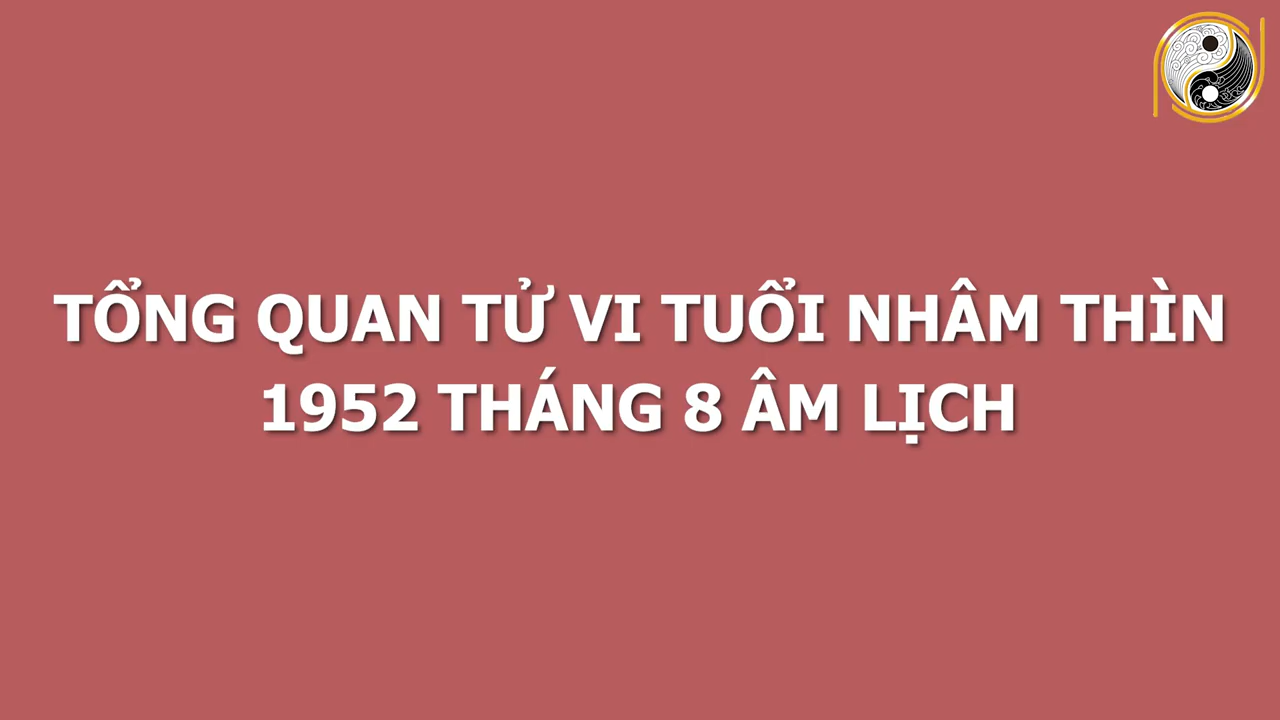 TỔNG QUAN TỬ VI TUỔI NHÂM THÌN
1952 THÁNG 8 ÂM LỊCH